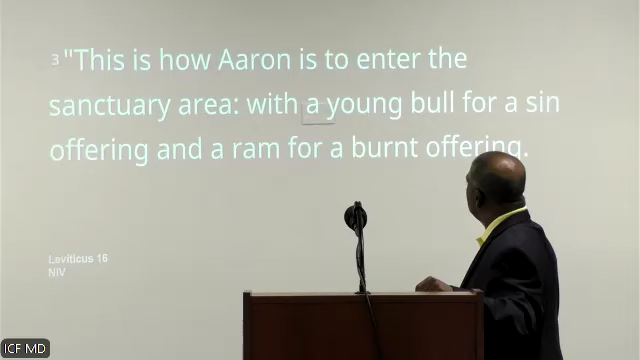 3 "This is how Aaron is to enter the
sanctuary area: with a young bull for a sin
offering and a ram for a burnt offering.
Leviticus 16
NIV
ICF MD